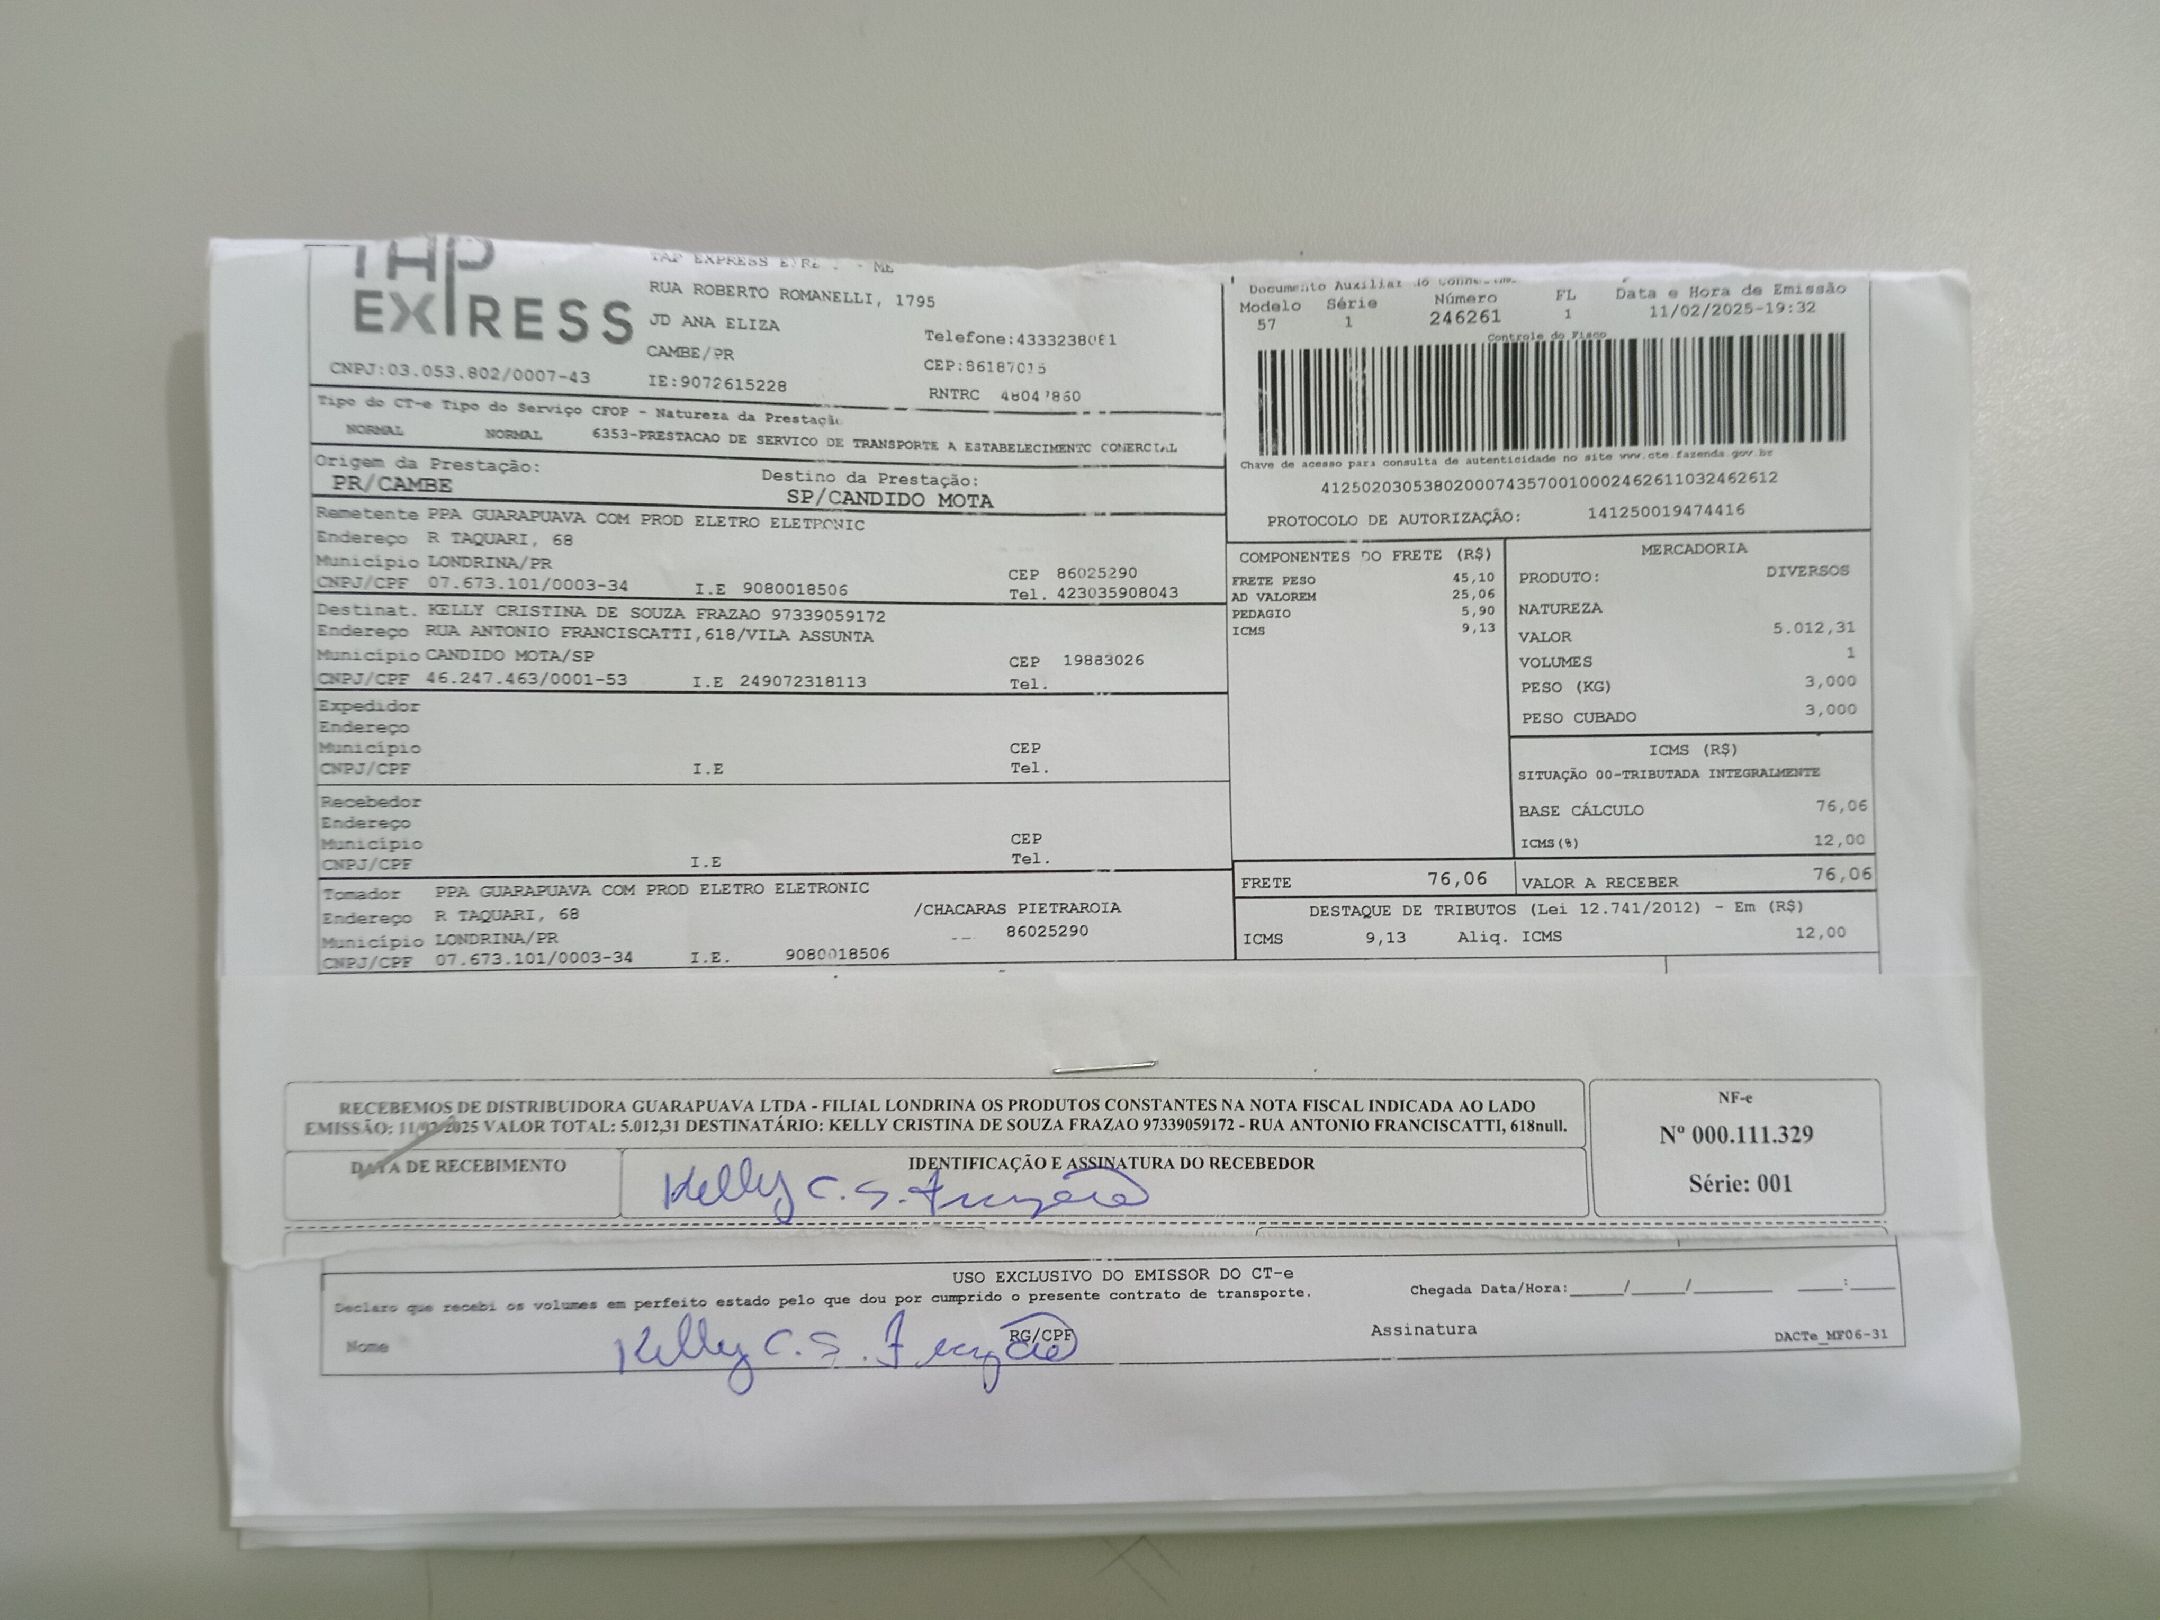 EXPRESS
CNPJ:03.053.802/0007-43
TAP EXPRESS - ME
RUA ROBERTO ROMANELLI, 1795
JD ANA ELIZA
CAMBE/PR
IE:9072615228
Telefone:4333238081
CEP:86187015
RNTRC
Documento Auxiliar do
Modelo Série Número FL Data e Hora de Emissão
57 1 246261 1 11/02/2025-19:32
Controle do Fisco
Chave de acesso para consulta de autenticidade no site www.cte.fazenda.gov.br
41250203053802000743570010002462611032462612
PROTOCOLO DE AUTORIZAÇÃO: 141250019474416
Tipo do CT-e Tipo do Serviço CFOP - Natureza da Prestação
NORMAL NORMAL 6353-PRESTACAO DE SERVICO DE TRANSPORTE A ESTABELECIMENTO COMERCIAL
Origem da Prestação: Destino da Prestação:
PR/CAMBE SP/CANDIDO MOTA
Remetente PPA GUARAPUAVA COM PROD ELETRO ELETRONIC
Endereço R TAQUARI, 68
Município LONDRINA/PR CEP 86025290
CNPJ/CPF 07.673.101/0003-34 I.E 9080018506 Tel. 423035908043
Destinat. KELLY CRISTINA DE SOUZA FRAZAO 97339059172
Endereço RUA ANTONIO FRANCISCATTI,618/VILA ASSUNTA
Município CANDIDO MOTA/SP CEP 19883026
CNPJ/CPF 46.247.463/0001-53 I.E 249072318113 Tel.
Expedidor
Endereço
Município CEP
CNPJ/CPF I.E Tel.
Recebedor
Endereço
Município CEP
CNPJ/CPF I.E Tel.
Tomador PPA GUARAPUAVA COM PROD ELETRO ELETRONIC
Endereço R TAQUARI, 68 /CHACARAS PIETRAROIA
Município LONDRINA/PR 86025290
CNPJ/CPF 07.673.101/0003-34 I.E. 9080018506
COMPONENTES DO FRETE (R$)
FRETE PESO 45,10
AD VALOREM 25,06
PEDAGIO 5,90
ICMS 9,13
MERCADORIA
PRODUTO: DIVERSOS
NATUREZA
VALOR 5.012,31
VOLUMES 1
PESO (KG) 3,000
PESO CUBADO 3,000
ICMS (R$)
SITUAÇÃO 00-TRIBUTADA INTEGRALMENTE
BASE CÁLCULO 76,06
ICMS(%) 12,00
FRETE 76,06 VALOR A RECEBER 76,06
DESTAQUE DE TRIBUTOS (Lei 12.741/2012) - Em (R$)
ICMS 9,13 Aliq. ICMS 12,00
RECEBEMOS DE DISTRIBUIDORA GUARAPUAVA LTDA - FILIAL LONDRINA OS PRODUTOS CONSTANTES NA NOTA FISCAL INDICADA AO LADO
EMISSÃO: 11/02/2025 VALOR TOTAL: 5.012,31 DESTINATÁRIO: KELLY CRISTINA DE SOUZA FRAZAO 97339059172 - RUA ANTONIO FRANCISCATTI, 618null.
DATA DE RECEBIMENTO IDENTIFICAÇÃO E ASSINATURA DO RECEBEDOR
Kelly C. S. Frazão
NF-e
Nº 000.111.329
Série: 001
USO EXCLUSIVO DO EMISSOR DO CT-e
Declaro que recebi os volumes em perfeito estado pelo que dou por cumprido o presente contrato de transporte.
Chegada Data/Hora:_____/_____/________ ____:____
Nome Kelly C. S. Frazão RG/CPF Assinatura
DACTe_MF06-31